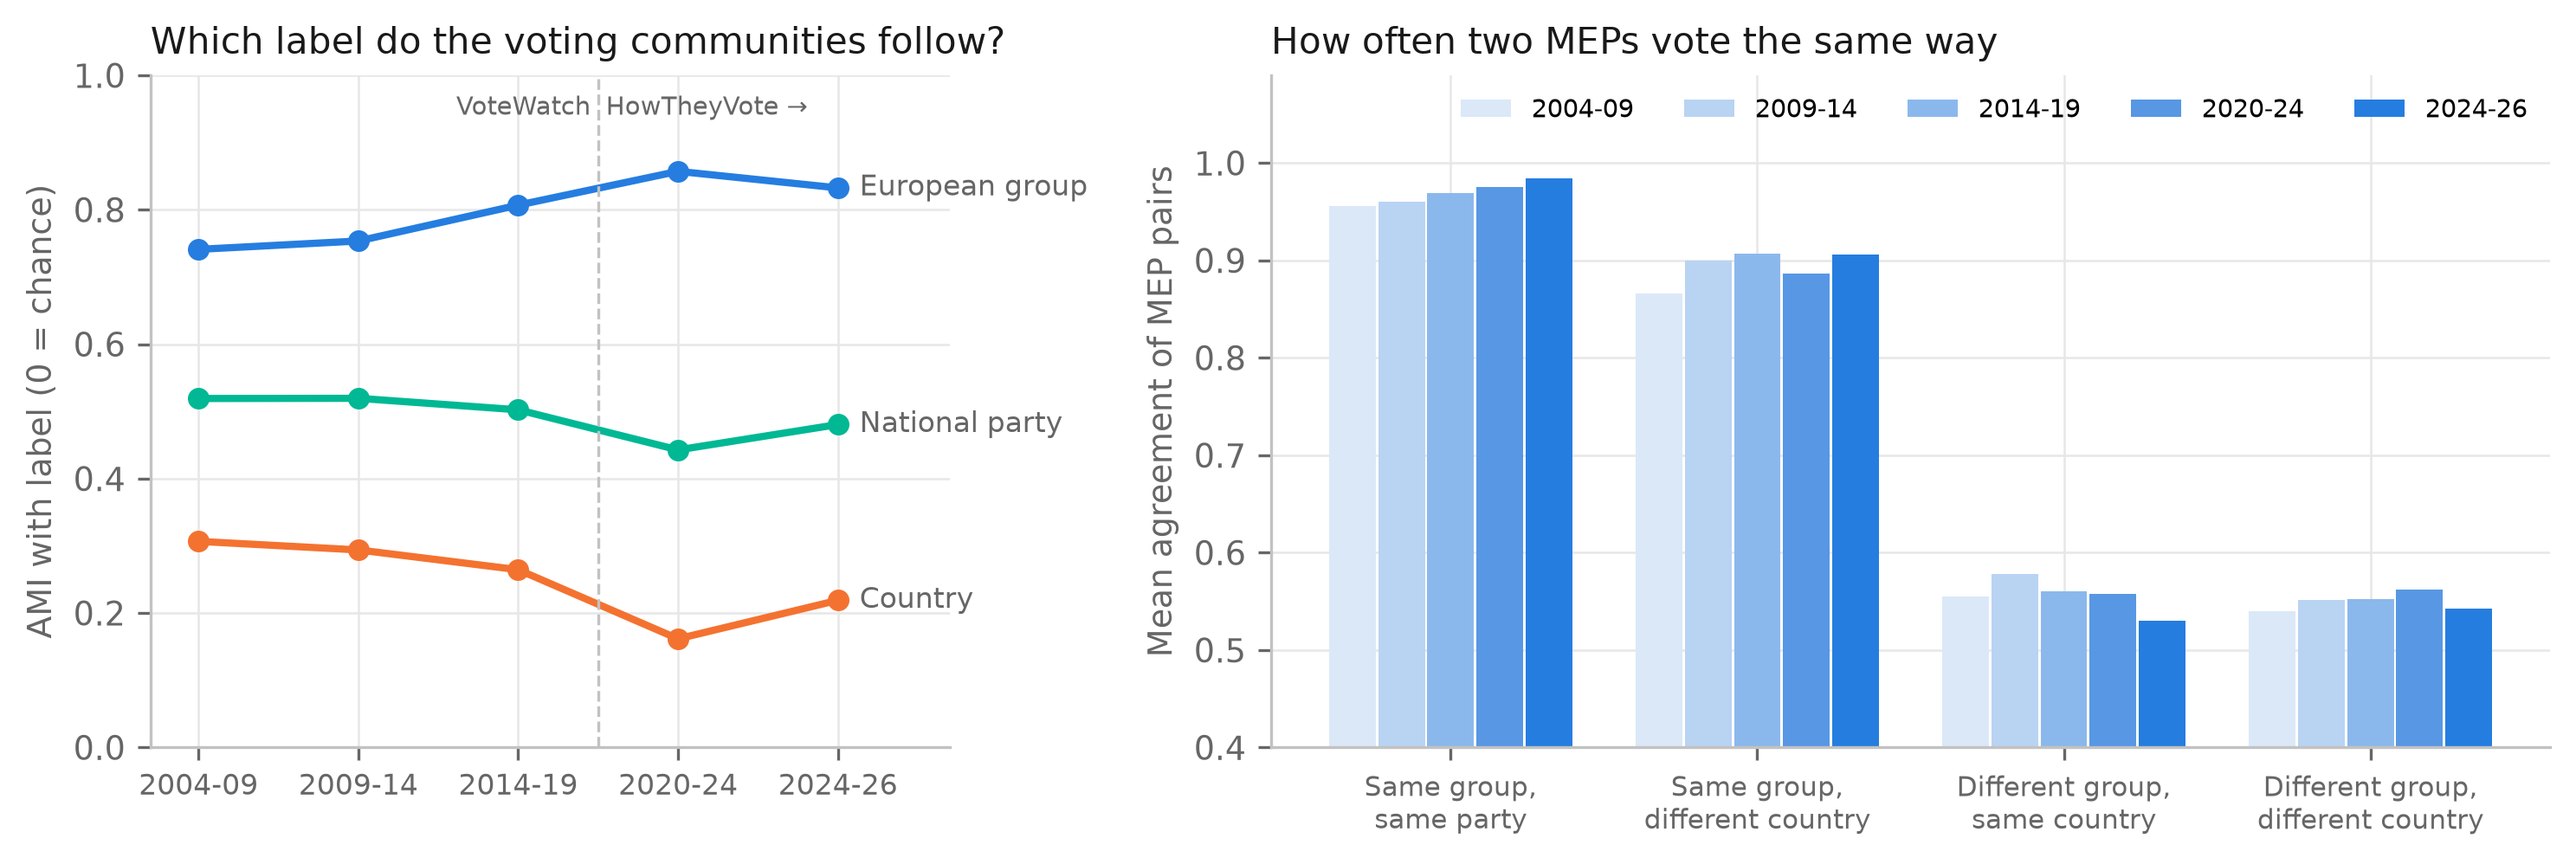 Which label do the voting communities follow?
AMI with label (0 = chance)
1.0
0.8
0.6
0.4
0.2
0.0
VoteWatch
HowTheyVote →
European group
National party
Country
2004-09
2009-14
2014-19
2020-24
2024-26
How often two MEPs vote the same way
2004-09
2009-14
2014-19
2020-24
2024-26
Mean agreement of MEP pairs
1.0
0.9
0.8
0.7
0.6
0.5
0.4
Same group,
same party
Same group,
different country
Different group,
same country
Different group,
different country